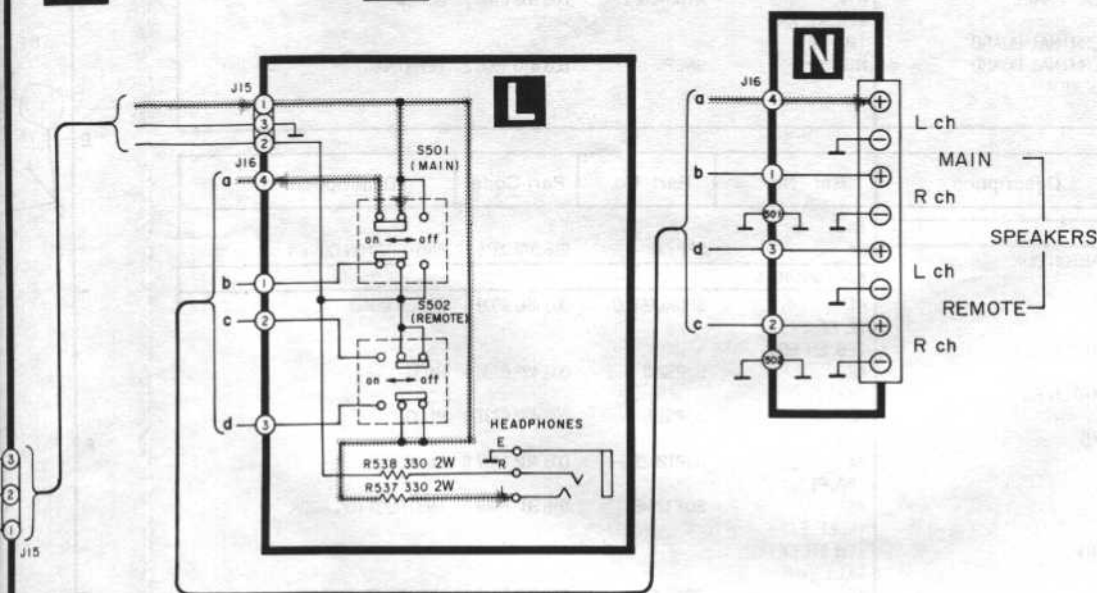 L
N
J15
1
3
2
J16
a 4
S501
(MAIN)
on off
b 1
c 2
S502
(REMOTE)
on off
d 3
HEADPHONES
E
R
R538 330 2W
R537 330 2W
3
2
1
J15
J16
a 4 +
L ch
−
MAIN
b 1 +
R ch
501 −
SPEAKERS
d 3 +
L ch
−
REMOTE
c 2 +
R ch
502 −